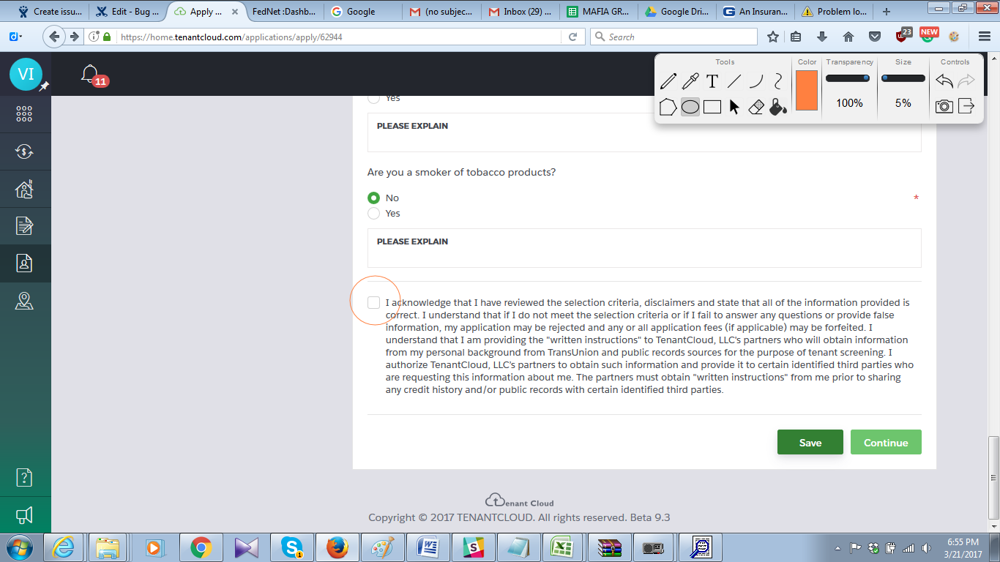 Create issu...
Edit - Bug ...
Apply ...
FedNet :Dashb...
Google
(no subjec...
Inbox (29) ...
MAFIA GR...
Google Dri...
An Insuran...
Problem lo...
https://home.tenantcloud.com/applications/apply/62944
Search
23
NEW
VI
11
Tools
Color
Transparency
Size
Controls
T
100%
5%
Yes
PLEASE EXPLAIN
Are you a smoker of tobacco products?
No
*
Yes
PLEASE EXPLAIN
I acknowledge that I have reviewed the selection criteria, disclaimers and state that all of the information provided is
correct. I understand that if I do not meet the selection criteria or if I fail to answer any questions or provide false
information, my application may be rejected and any or all application fees (if applicable) may be forfeited. I
understand that I am providing the "written instructions" to TenantCloud, LLC's partners who will obtain information
from my personal background from TransUnion and public records sources for the purpose of tenant screening. I
authorize TenantCloud, LLC's partners to obtain such information and provide it to certain identified third parties who
are requesting this information about me. The partners must obtain "written instructions" from me prior to sharing
any credit history and/or public records with certain identified third parties.
Save
Continue
Tenant Cloud
Copyright © 2017 TENANTCLOUD. All rights reserved. Beta 9.3
6:55 PM
3/21/2017